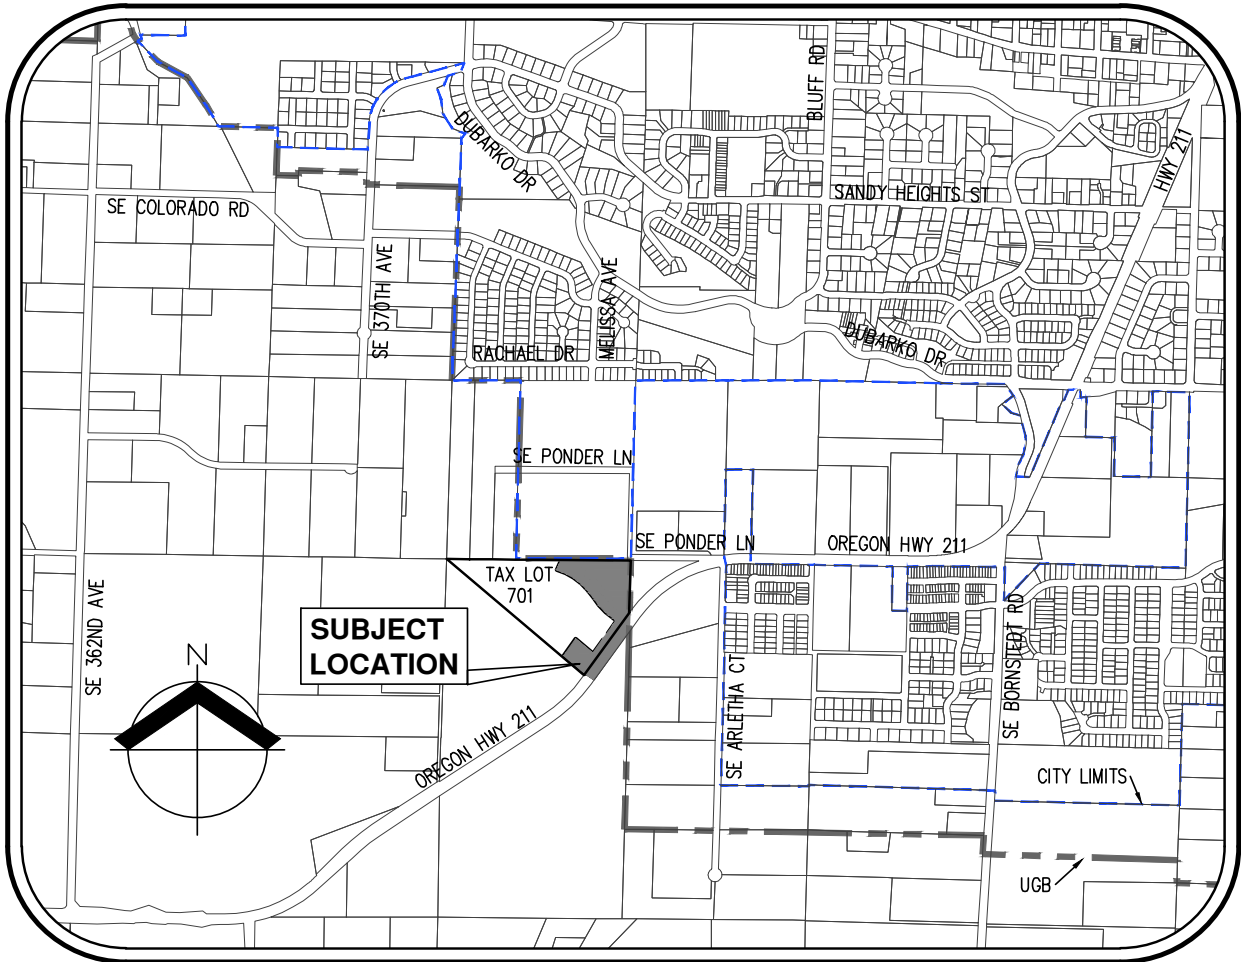 BLUFF RD
DUBARKO DR
HWY 211
SANDY HEIGHTS ST
SE COLORADO RD
SE 370TH AVE
MELISSA AVE
RACHAEL DR
DUBARKO DR
SE PONDER LN
SE PONDER LN
OREGON HWY 211
TAX LOT
701
SUBJECT
LOCATION
SE 362ND AVE
N
SE ARLETHA CT
SE BORNSTEDT RD
OREGON HWY 211
CITY LIMITS
UGB